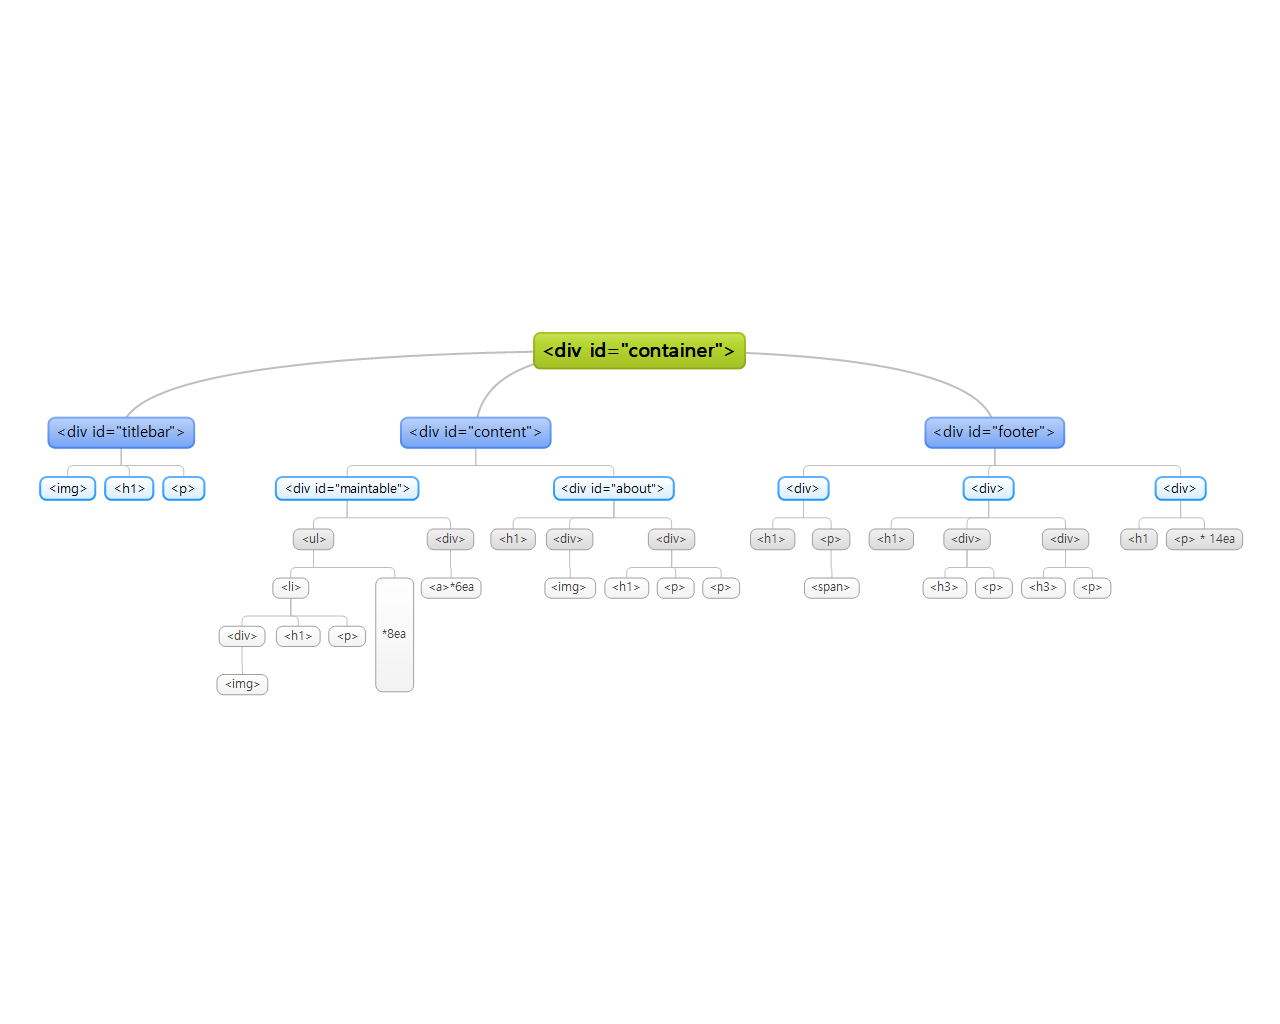 <div id="container">
<div id="titlebar">
<div id="content">
<div id="footer">
<img>
<h1>
<p>
<div id="maintable">
<div id="about">
<div>
<div>
<div>
<ul>
<div>
<h1>
<div>
<div>
<h1>
<p>
<h1>
<div>
<div>
<h1
<p> * 14ea
<li>
*8ea
<a>*6ea
<img>
<h1>
<p>
<p>
<span>
<h3>
<p>
<h3>
<p>
<div>
<h1>
<p>
<img>